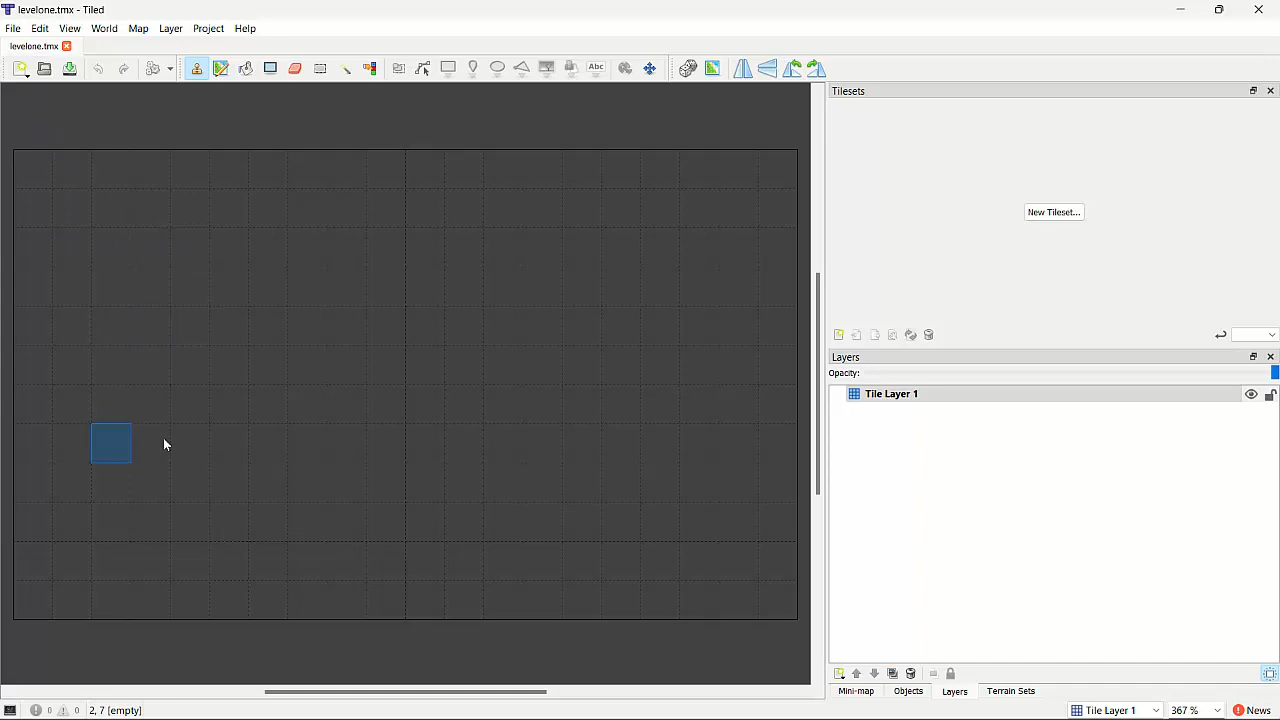 levelone.tmx - Tiled
File Edit View World Map Layer Project Help
levelone.tmx
Abc
Tilesets
New Tileset...
Layers
Opacity:
Tile Layer 1
Mini-map Objects Layers Terrain Sets
0 0 2, 7 [empty] Tile Layer 1 367 % News